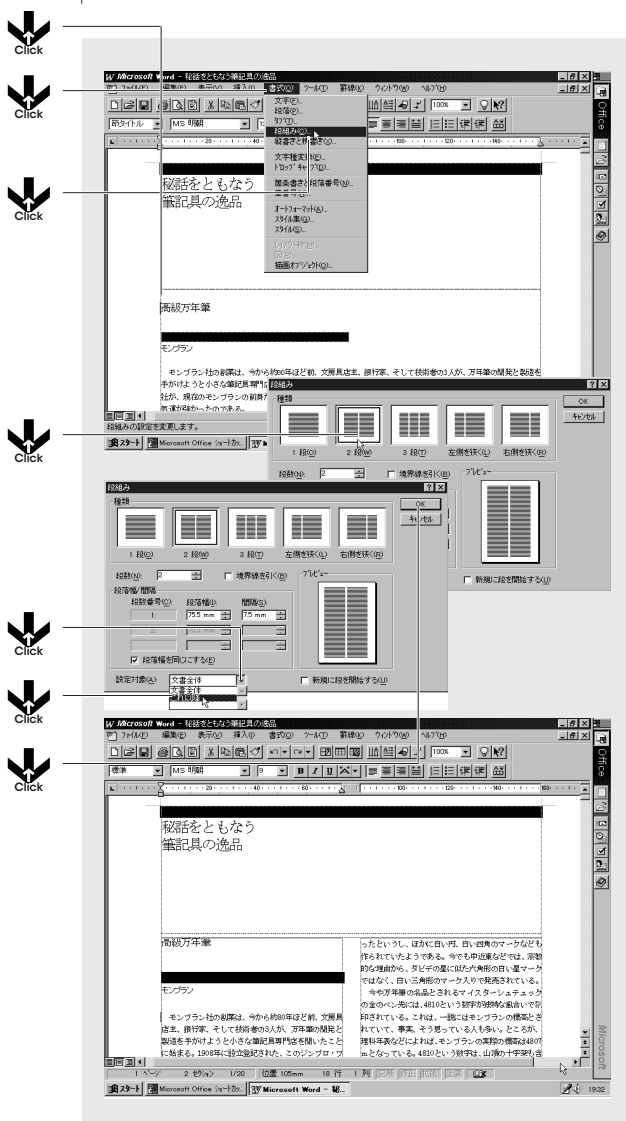 Click
Click
Click
Click
Click
Click
Click
W Microsoft Word - 秘話をともなう筆記具の逸品
ファイル(F) 編集(E) 表示(V) 挿入(I) 書式(O) ツール(T) 罫線(A) ウィンドウ(W) ヘルプ(H)
100%
節タイトル MS 明朝
文字(F)...
段落(P)...
タブ(T)...
段組み(C)...
縦書きと横書き(X)...
文字種変換(E)...
ドロップ キャップ(D)...
箇条書きと段落番号(N)...
オートフォーマット(A)...
スタイル集(G)...
スタイル(S)...
描画オブジェクト(O)...
Office
秘話をともなう
筆記具の逸品
高級万年筆
モンブラン
モンブラン社の創業は、今から約80年ほど前、文房具店主、銀行家、そして技術者の3人が、万年筆の開発と製造を
手がけようと小さな筆記具専門店
社が、現在のモンブランの前身
気運が強かったのである。
段組みの設定を変更します。
スタート Microsoft Office ショートカッ...
段組み
種類
1 段(O) 2 段(W) 3 段(T) 左側を狭く(L) 右側を狭く(R)
OK
キャンセル
段数(N): 2 境界線を引く(B) プレビュー
新規に段を開始する(U)
段組み
種類
1 段(O) 2 段(W) 3 段(T) 左側を狭く(L) 右側を狭く(R)
OK
キャンセル
段数(N): 2 境界線を引く(B) プレビュー
段落幅/間隔
段数番号(C): 段落幅(I): 間隔(S):
1: 75.5 mm 7.5 mm
2: 75.5 mm
段落幅を同じにする(E)
設定対象(A): 文書全体 新規に段を開始する(U)
文書全体
これ以降
W Microsoft Word - 秘話をともなう筆記具の逸品
ファイル(F) 編集(E) 表示(V) 挿入(I) 書式(O) ツール(T) 罫線(A) ウィンドウ(W) ヘルプ(H)
100%
標準 MS 明朝 9 B I U
Office
秘話をともなう
筆記具の逸品
高級万年筆
モンブラン
モンブラン社の創業は、今から約80年ほど前、文房具
店主、銀行家、そして技術者の3人が、万年筆の開発と
製造を手がけようと小さな筆記具専門店を開いたこと
に始まる。1908年に設立登記された、このジンプロ・フ
ったというし、ほかに白い円、白い四角のマークなども
作られていたようである。今でも中近東などでは、宗教
的な理由から、ダビデの星に似た六角形の白い星マーク
ではなく、白い三角形のマーク入りで発売されている。
今や万年筆の名品とされるマイスターシュテュック
の金のペン先には、4810という数字が独特な風合いで刻
印されている。これは、一説にはモンブランの標高とさ
れていて、事実、そう思っている人も多い。ところが、
理科年表などによれば、モンブランの実際の標高は4807
mとなっている。4810という数字は、山頂の十字架も含
Microsoft
1 ページ 2 セクション 1/20 位置 105mm 18 行 1 列
スタート Microsoft Office ショートカッ... Microsoft Word - 秘...
19:32